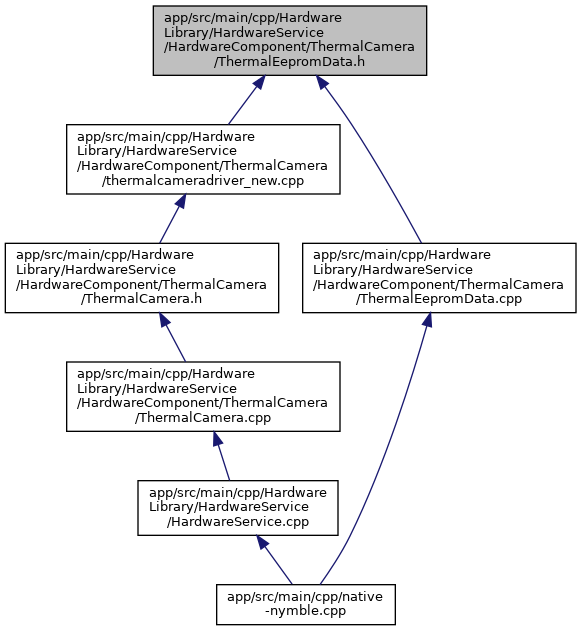 app/src/main/cpp/Hardware
Library/HardwareService
/HardwareComponent/ThermalCamera
/ThermalEepromData.h
app/src/main/cpp/Hardware
Library/HardwareService
/HardwareComponent/ThermalCamera
/thermalcameradriver_new.cpp
app/src/main/cpp/Hardware
Library/HardwareService
/HardwareComponent/ThermalCamera
/ThermalCamera.h
app/src/main/cpp/Hardware
Library/HardwareService
/HardwareComponent/ThermalCamera
/ThermalEepromData.cpp
app/src/main/cpp/Hardware
Library/HardwareService
/HardwareComponent/ThermalCamera
/ThermalCamera.cpp
app/src/main/cpp/Hardware
Library/HardwareService
/HardwareService.cpp
app/src/main/cpp/native
-nymble.cpp